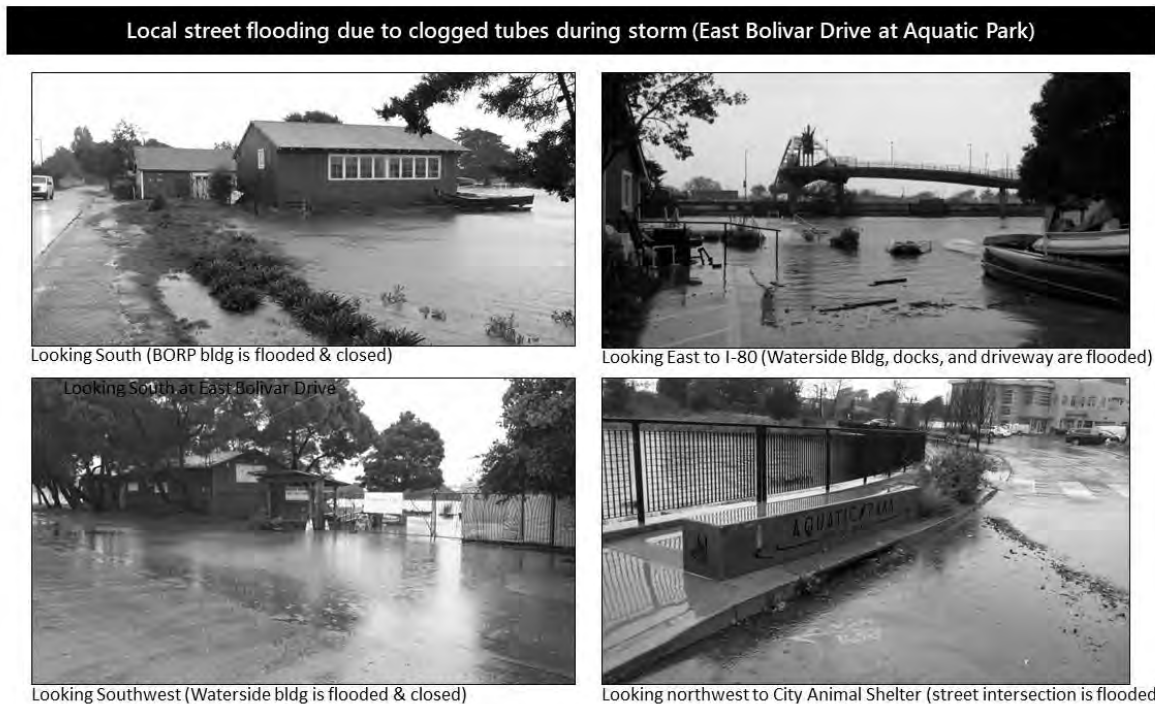 Local street flooding due to clogged tubes during storm (East Bolivar Drive at Aquatic Park)
Looking South (BORP bldg is flooded & closed)
Looking East to I-80 (Waterside Bldg, docks, and driveway are flooded)
Looking South at East Bolivar Drive
Looking Southwest (Waterside bldg is flooded & closed)
AQUATIC PARK
Looking northwest to City Animal Shelter (street intersection is flooded